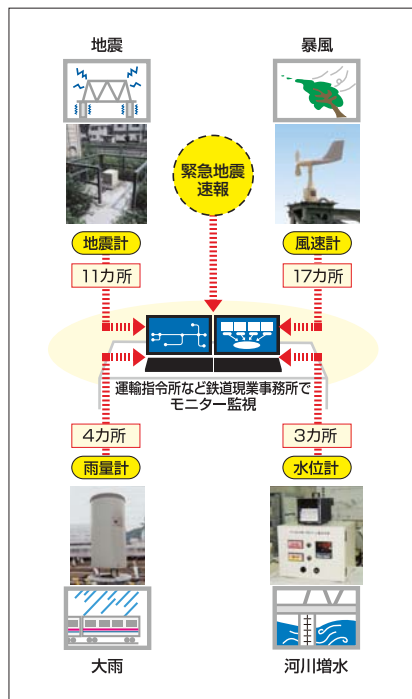 地震
暴風
緊急地震
速報
地震計
風速計
11カ所
17カ所
運輸指令所など鉄道現業事務所で
モニター監視
4カ所
3カ所
雨量計
水位計
大雨
河川増水